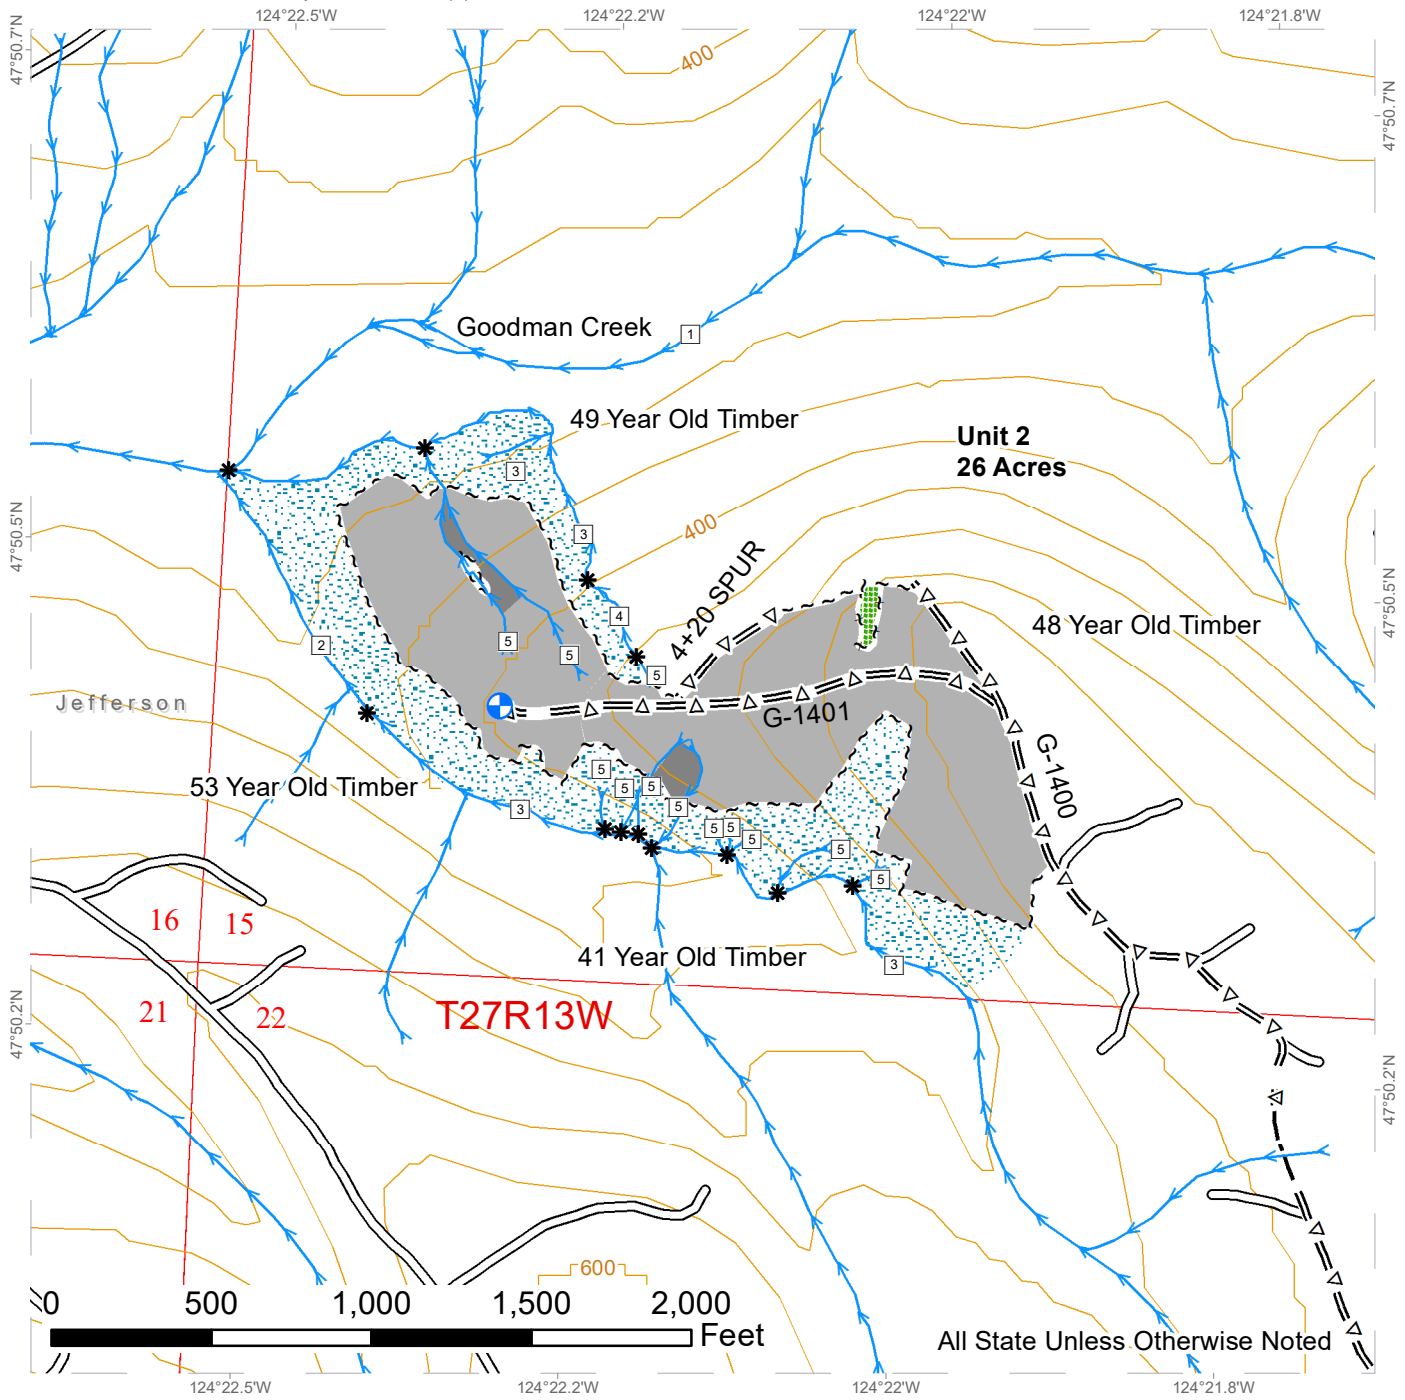 124°22.5'W
124°22.2'W
124°22'W
124°21.8'W
47°50.7'N
47°50.7'N
400
1
Goodman Creek
49 Year Old Timber
Unit 2
26 Acres
3
3
400
47°50.5'N
47°50.5'N
4+20 SPUR
4
48 Year Old Timber
2
5
5
5
Jefferson
G-1401
G-1400
53 Year Old Timber
5
5
5
5
3
5
5
5
5
5
16
15
41 Year Old Timber
3
21
22
T27R13W
47°50.2'N
47°50.2'N
600
0
500
1,000
1,500
2,000
Feet
All State Unless Otherwise Noted
124°22.5'W
124°22.2'W
124°22'W
124°21.8'W